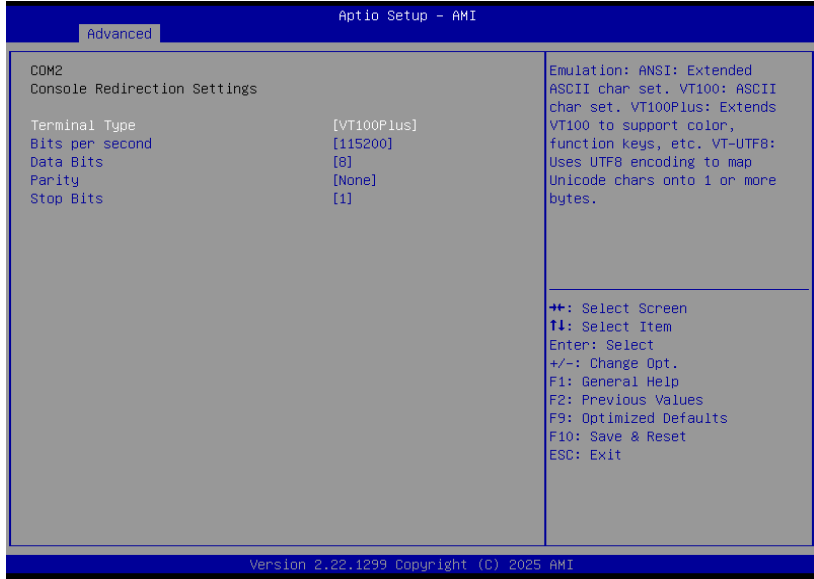 Aptio Setup – AMI
Advanced
COM2
Console Redirection Settings
Terminal Type [VT100Plus]
Bits per second [115200]
Data Bits [8]
Parity [None]
Stop Bits [1]
Emulation: ANSI: Extended
ASCII char set. VT100: ASCII
char set. VT100Plus: Extends
VT100 to support color,
function keys, etc. VT-UTF8:
Uses UTF8 encoding to map
Unicode chars onto 1 or more
bytes.
→←: Select Screen
↑↓: Select Item
Enter: Select
+/-: Change Opt.
F1: General Help
F2: Previous Values
F9: Optimized Defaults
F10: Save & Reset
ESC: Exit
Version 2.22.1299 Copyright (C) 2025 AMI